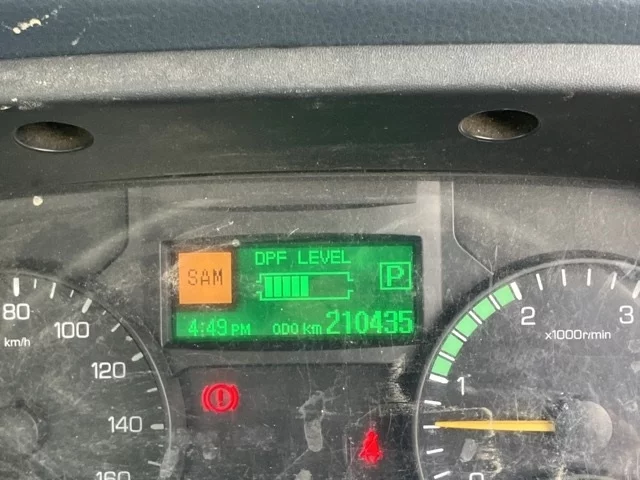 DPF LEVEL
SAM
P
4:49 PM ODO km 210435
80
100
120
140
160
km/h
0
1
2
3
x1000r/min